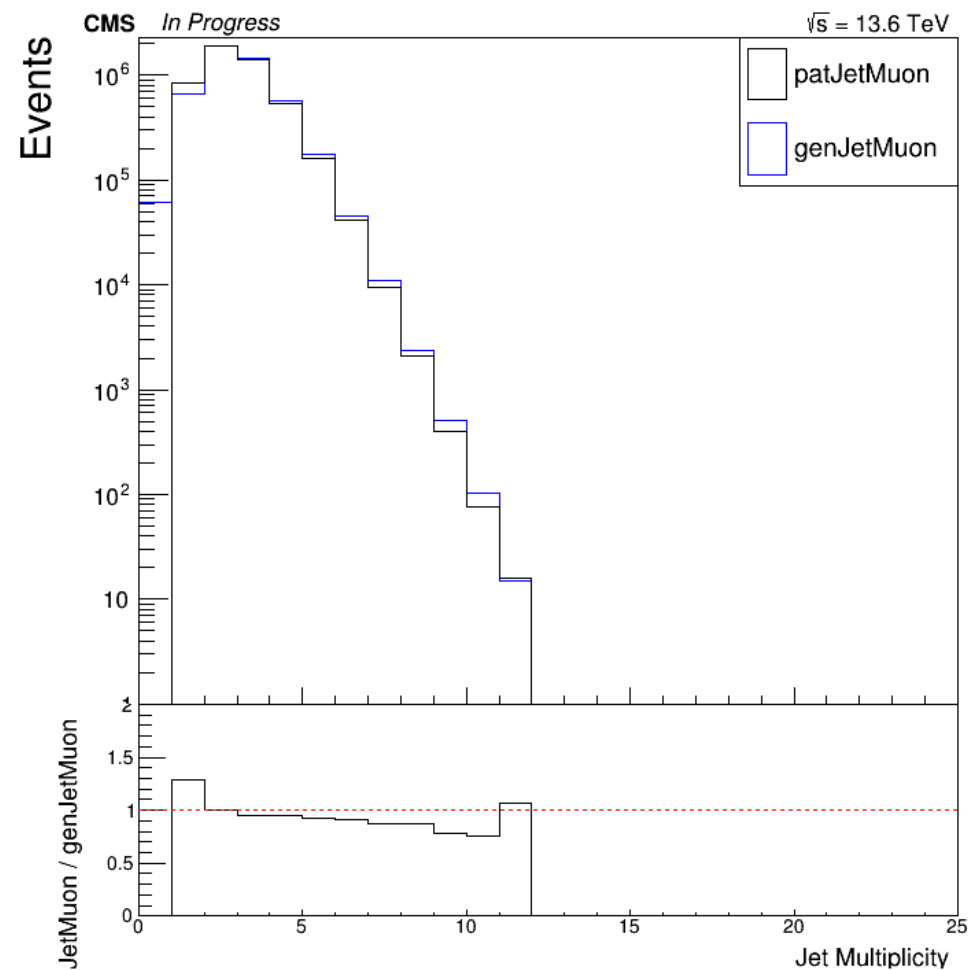 CMS In Progress
√s = 13.6 TeV
Events
patJetMuon
genJetMuon
10⁶
10⁵
10⁴
10³
10²
10
JetMuon / genJetMuon
2
1.5
1
0.5
0
0 5 10 15 20 25
Jet Multiplicity